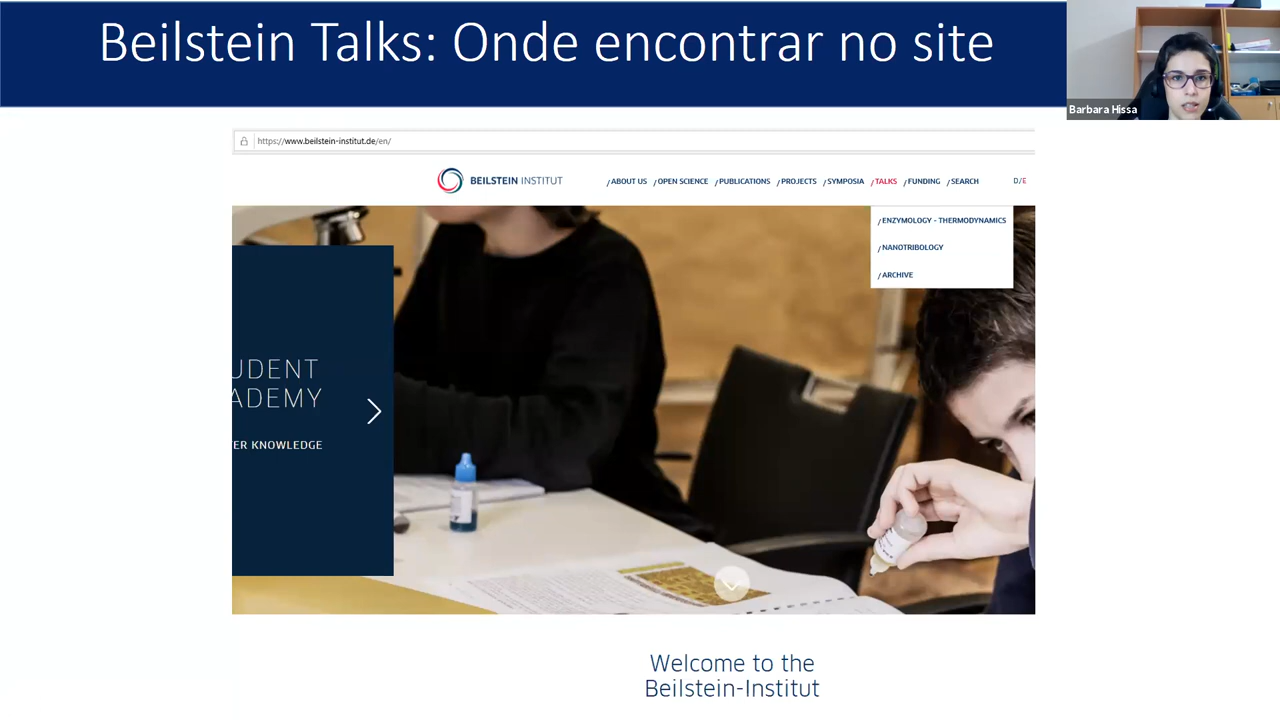 Beilstein Talks: Onde encontrar no site
Barbara Hissa
https://www.beilstein-institut.de/en/
BEILSTEIN INSTITUT
/ABOUT US /OPEN SCIENCE /PUBLICATIONS /PROJECTS /SYMPOSIA /TALKS /FUNDING /SEARCH D/E
/ENZYMOLOGY - THERMODYNAMICS
/NANOTRIBOLOGY
/ARCHIVE
UDENT
ADEMY
ER KNOWLEDGE
Welcome to the
Beilstein-Institut